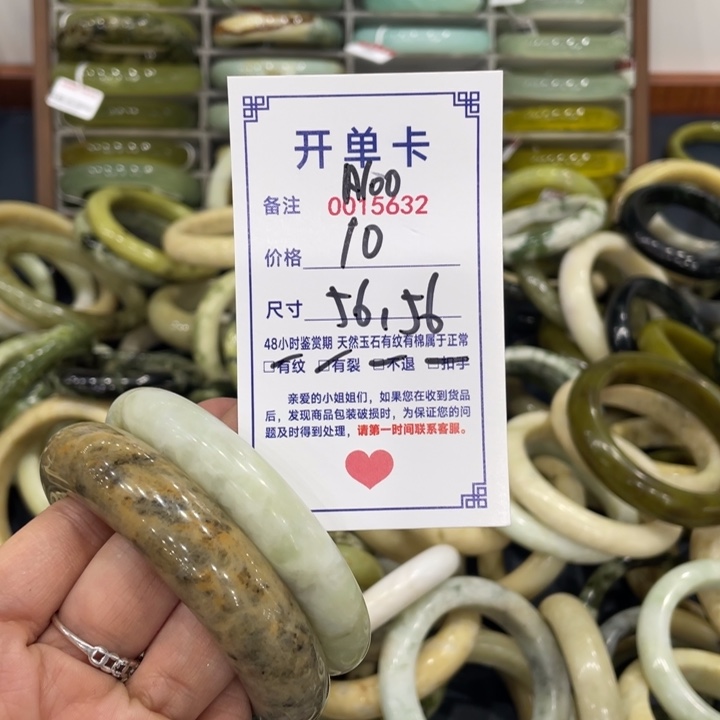 开单卡
A100
备注 0015632
价格 10
尺寸 56, 56
48小时鉴赏期 天然玉石有纹有棉属于正常
□有纹 □有裂 □不退 □扣手
亲爱的小姐姐们，如果您在收到货品
后，发现商品包装破损时，为保证您的问
题及时得到处理，请第一时间联系客服。